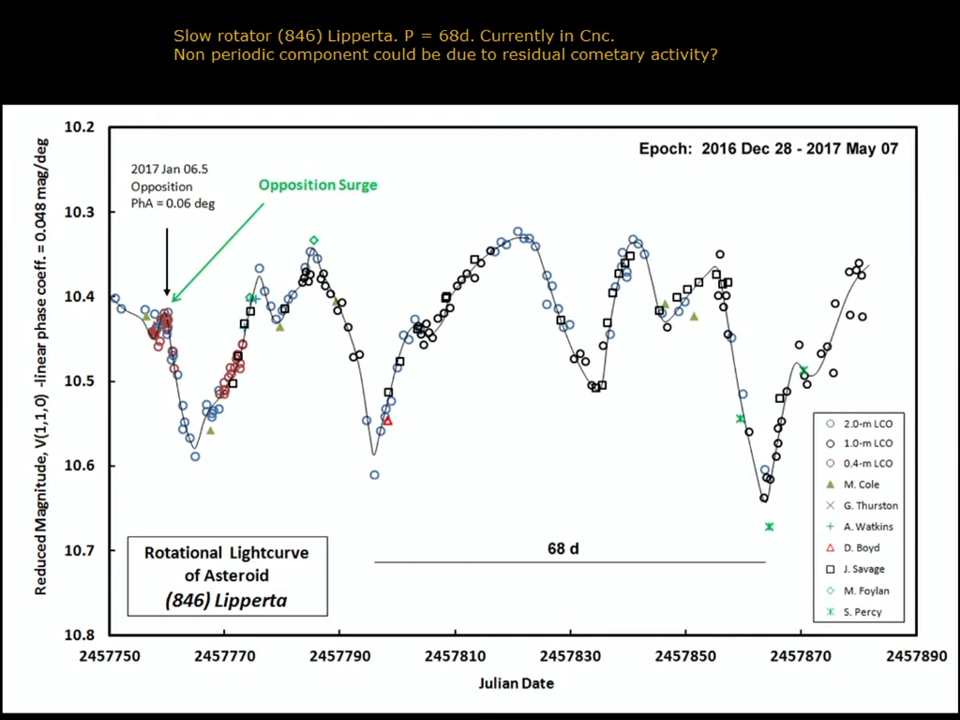 Slow rotator (846) Lipperta. P = 68d. Currently in Cnc.
Non periodic component could be due to residual cometary activity?
Reduced Magnitude, V(1,1,0) -linear phase coeff. = 0.048 mag/deg
10.2
10.3
10.4
10.5
10.6
10.7
10.8
Epoch: 2016 Dec 28 - 2017 May 07
2017 Jan 06.5
Opposition
PhA = 0.06 deg
Opposition Surge
2.0-m LCO
1.0-m LCO
0.4-m LCO
M. Cole
G. Thurston
A. Watkins
D. Boyd
J. Savage
M. Foylan
S. Percy
68 d
Rotational Lightcurve
of Asteroid
(846) Lipperta
2457750 2457770 2457790 2457810 2457830 2457850 2457870 2457890
Julian Date